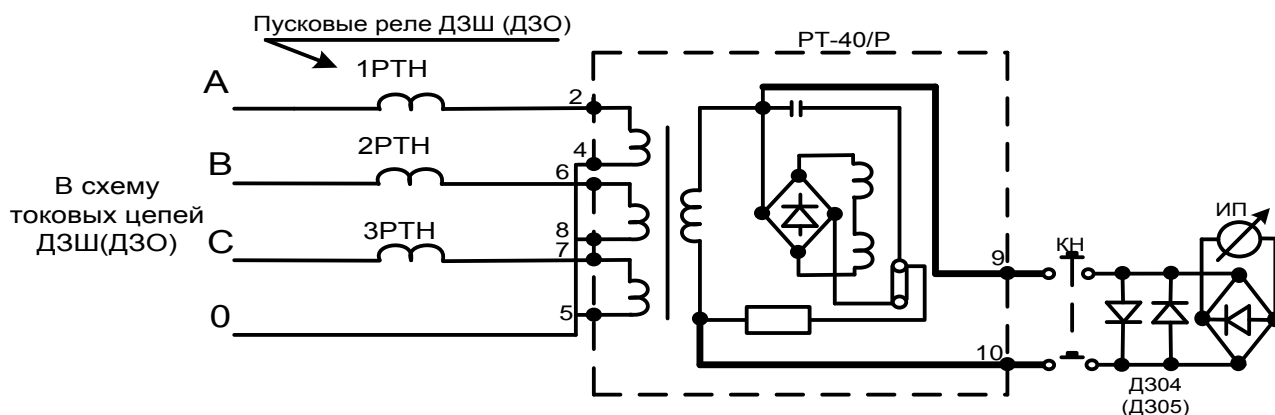 Пусковые реле ДЗШ (ДЗО)
РТ-40/Р
А
1РТН
2
4
В
2РТН
6
В схему
токовых цепей
ДЗШ(ДЗО)
8
С
3РТН
7
0
5
9
10
КН
ИП
Д304
(Д305)